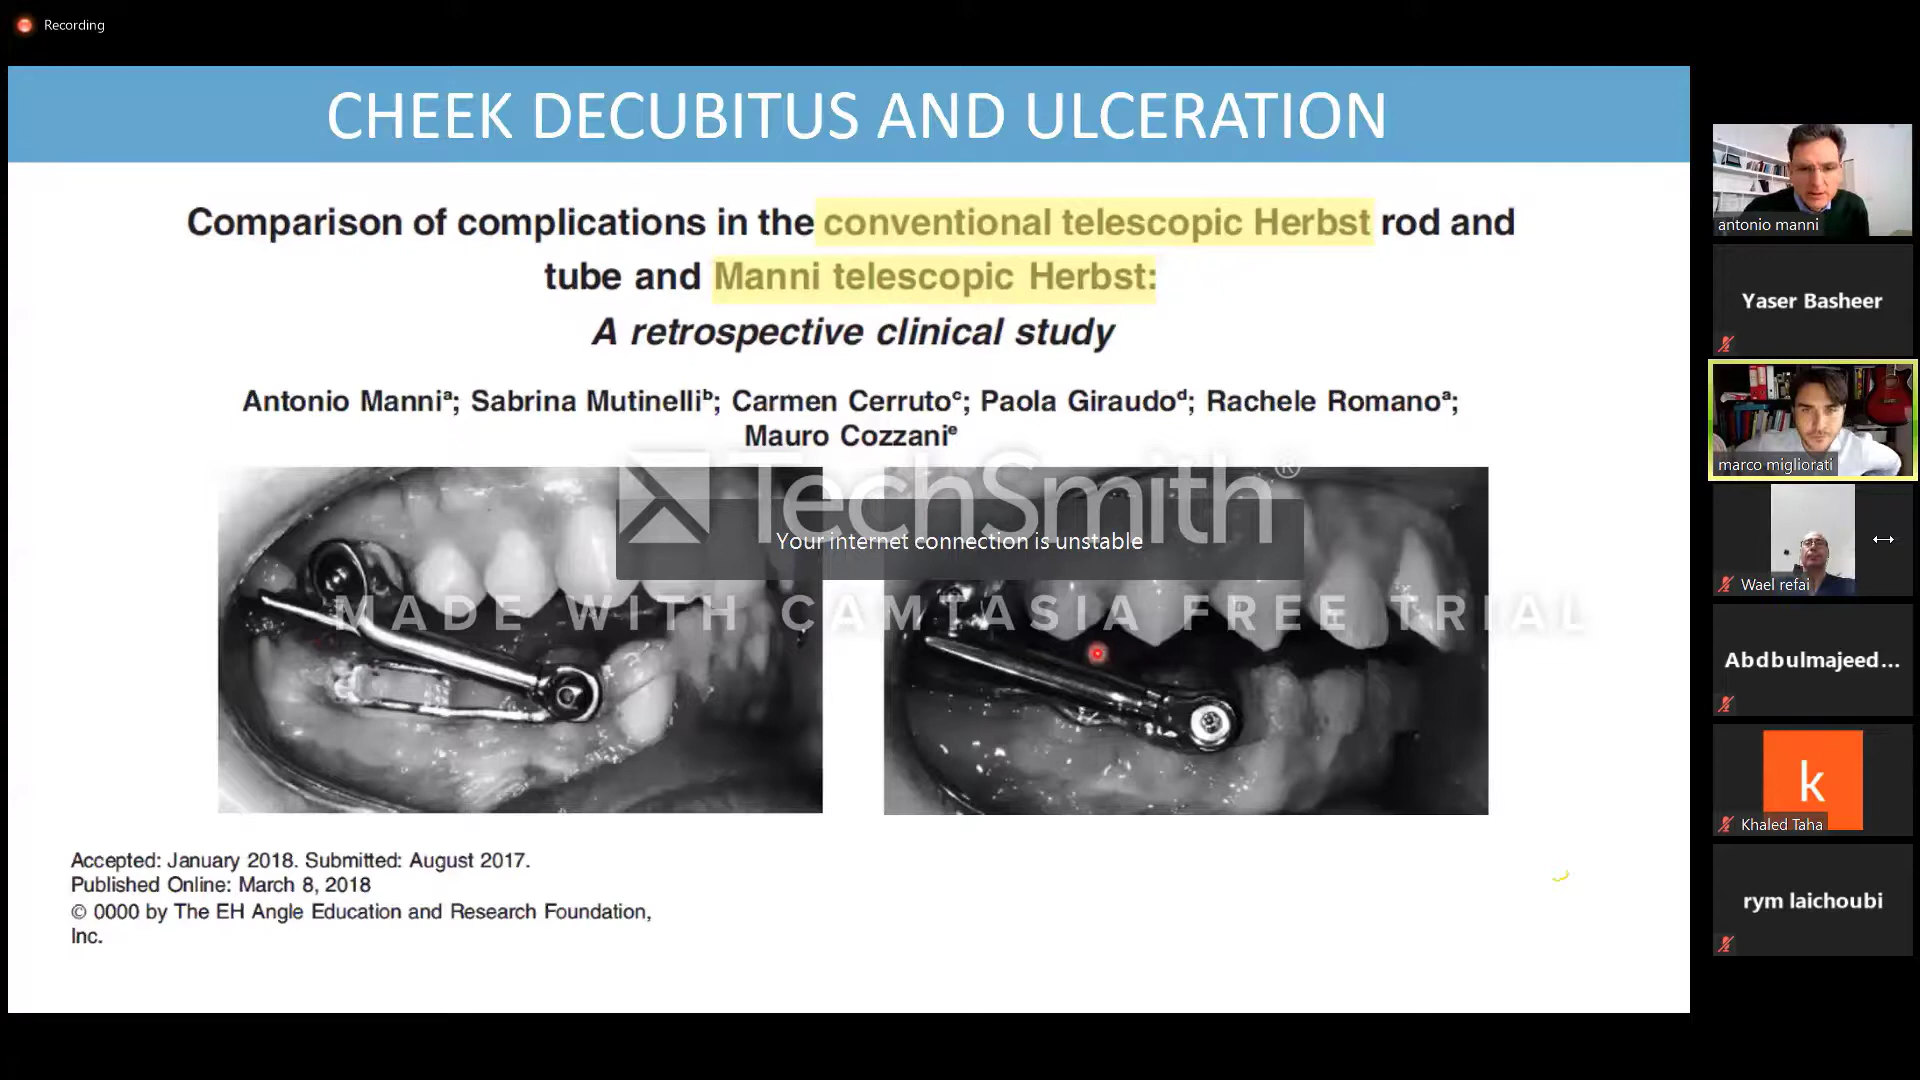 Recording
CHEEK DECUBITUS AND ULCERATION
Comparison of complications in the conventional telescopic Herbst rod and
tube and Manni telescopic Herbst:
A retrospective clinical study
Antonio Manniᵃ; Sabrina Mutinelliᵇ; Carmen Cerrutoᶜ; Paola Giraudoᵈ; Rachele Romanoᵃ;
Mauro Cozzaniᵉ
TechSmith®
Your internet connection is unstable
MADE WITH CAMTASIA FREE TRIAL
Accepted: January 2018. Submitted: August 2017.
Published Online: March 8, 2018
© 0000 by The EH Angle Education and Research Foundation,
Inc.
antonio manni
Yaser Basheer
marco migliorati
Wael refai
Abdbulmajeed...
k
Khaled Taha
rym laichoubi